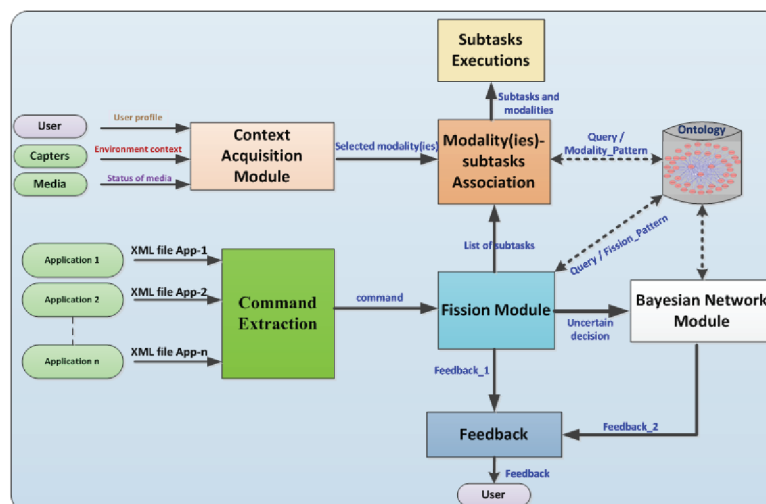 Subtasks
Executions
Subtasks and
modalities
User
User profile
Capters
Environment context
Media
Status of media
Context
Acquisition
Module
Selected modality(ies)
Modality(ies)-
subtasks
Association
Query /
Modality_Pattern
Ontology
List of subtasks
Query / Fission_Pattern
Application 1
XML file App-1
Application 2
XML file App-2
Application n
XML file App-n
Command
Extraction
command
Fission Module
Uncertain
decision
Bayesian Network
Module
Feedback_1
Feedback
Feedback_2
Feedback
User